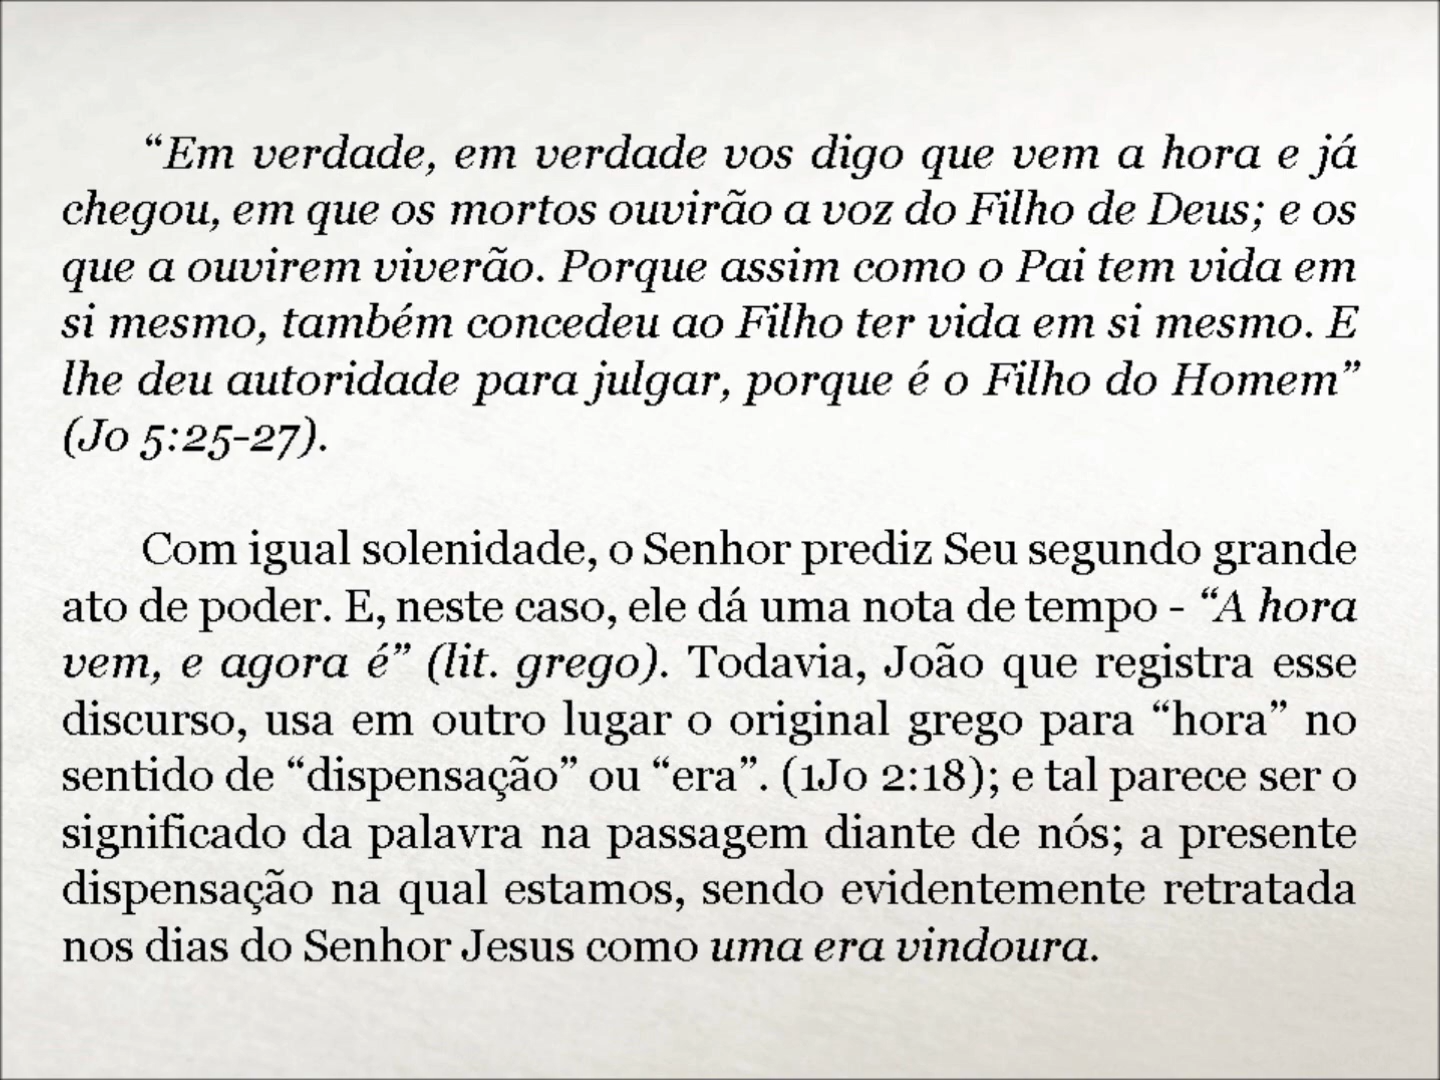 “Em verdade, em verdade vos digo que vem a hora e já
chegou, em que os mortos ouvirão a voz do Filho de Deus; e os
que a ouvirem viverão. Porque assim como o Pai tem vida em
si mesmo, também concedeu ao Filho ter vida em si mesmo. E
lhe deu autoridade para julgar, porque é o Filho do Homem”
(Jo 5:25-27).
Com igual solenidade, o Senhor prediz Seu segundo grande
ato de poder. E, neste caso, ele dá uma nota de tempo - “A hora
vem, e agora é” (lit. grego). Todavia, João que registra esse
discurso, usa em outro lugar o original grego para “hora” no
sentido de “dispensação” ou “era”. (1Jo 2:18); e tal parece ser o
significado da palavra na passagem diante de nós; a presente
dispensação na qual estamos, sendo evidentemente retratada
nos dias do Senhor Jesus como uma era vindoura.